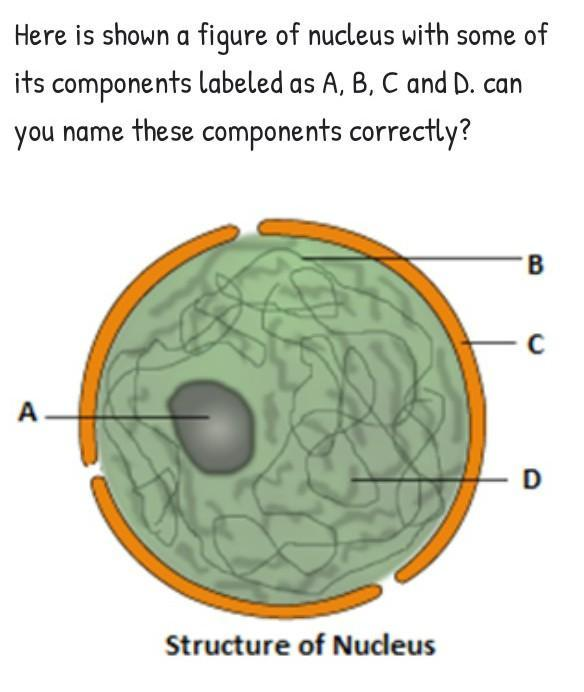 Here is shown a figure of nucleus with some of
its components labeled as A, B, C and D. can
you name these components correctly?
B
C
A
D
Structure of Nucleus